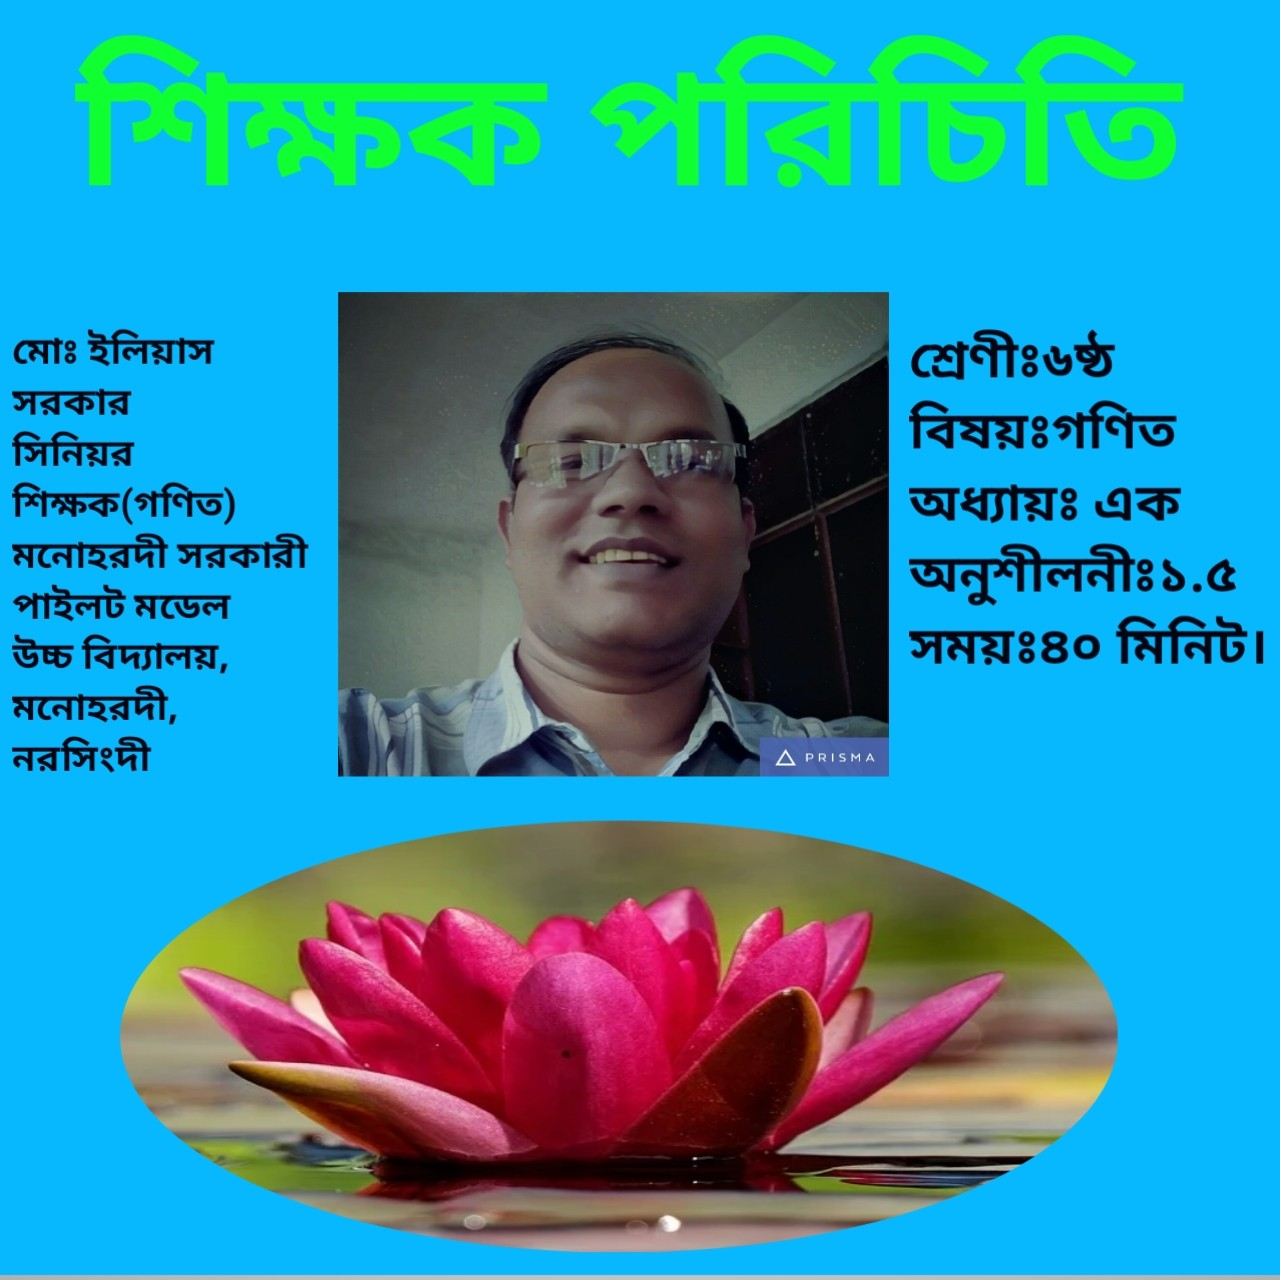 শিক্ষক পরিচিতি
মোঃ ইলিয়াস
সরকার
সিনিয়র
শিক্ষক(গণিত)
মনোহরদী সরকারী
পাইলট মডেল
উচ্চ বিদ্যালয়,
মনোহরদী,
নরসিংদী
PRISMA
শ্রেণীঃ৬ষ্ঠ
বিষয়ঃগণিত
অধ্যায়ঃ এক
অনুশীলনীঃ১.৫
সময়ঃ৪০ মিনিট।